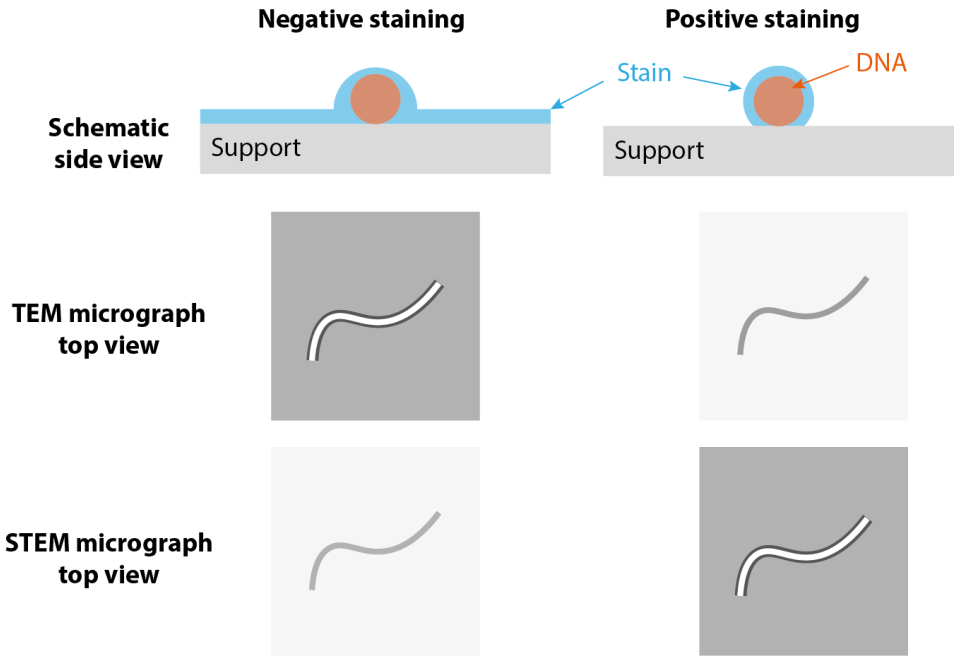 Negative staining
Positive staining
Stain
DNA
Schematic
side view
Support
Support
TEM micrograph
top view
STEM micrograph
top view